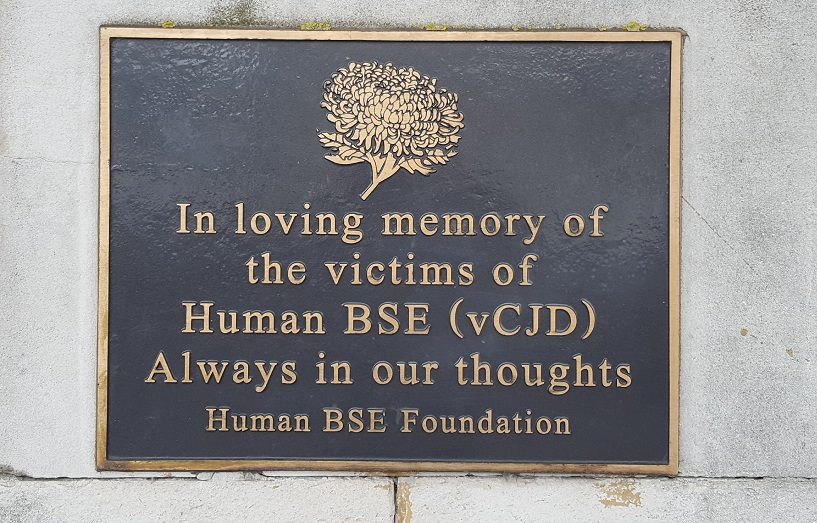 In loving memory of
the victims of
Human BSE (vCJD)
Always in our thoughts
Human BSE Foundation